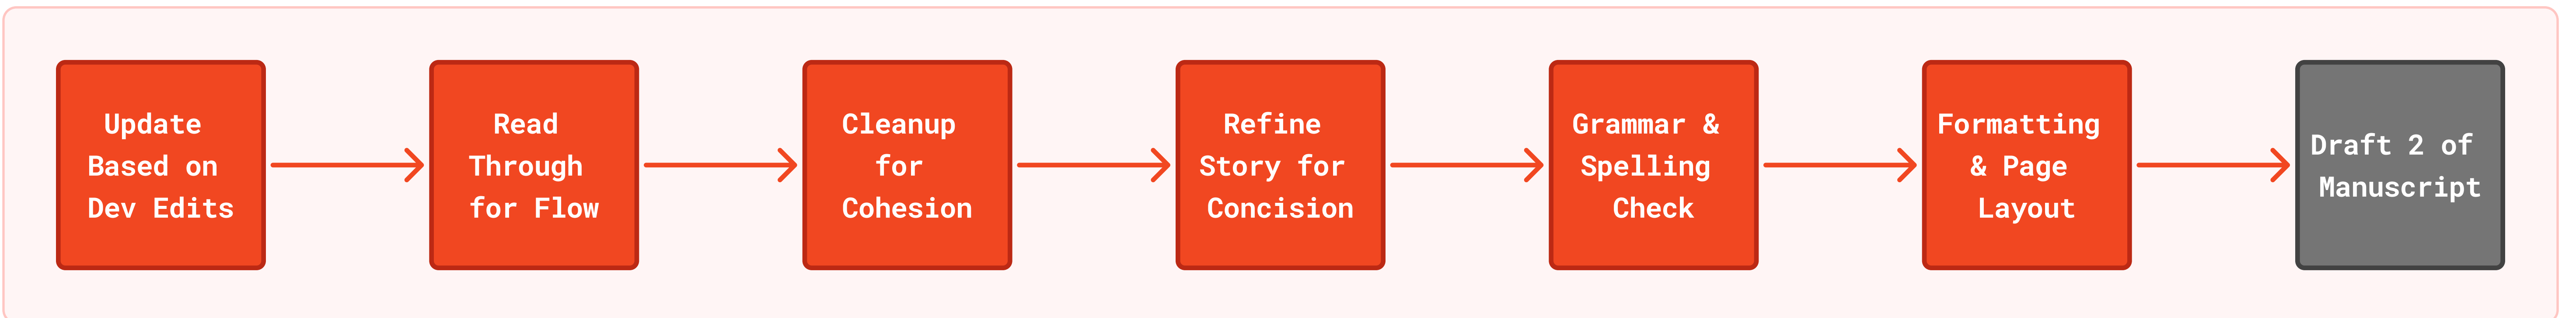 Update
Based on
Dev Edits
Read
Through
for Flow
Cleanup
for
Cohesion
Refine
Story for
Concision
Grammar &
Spelling
Check
Formatting
& Page
Layout
Draft 2 of
Manuscript